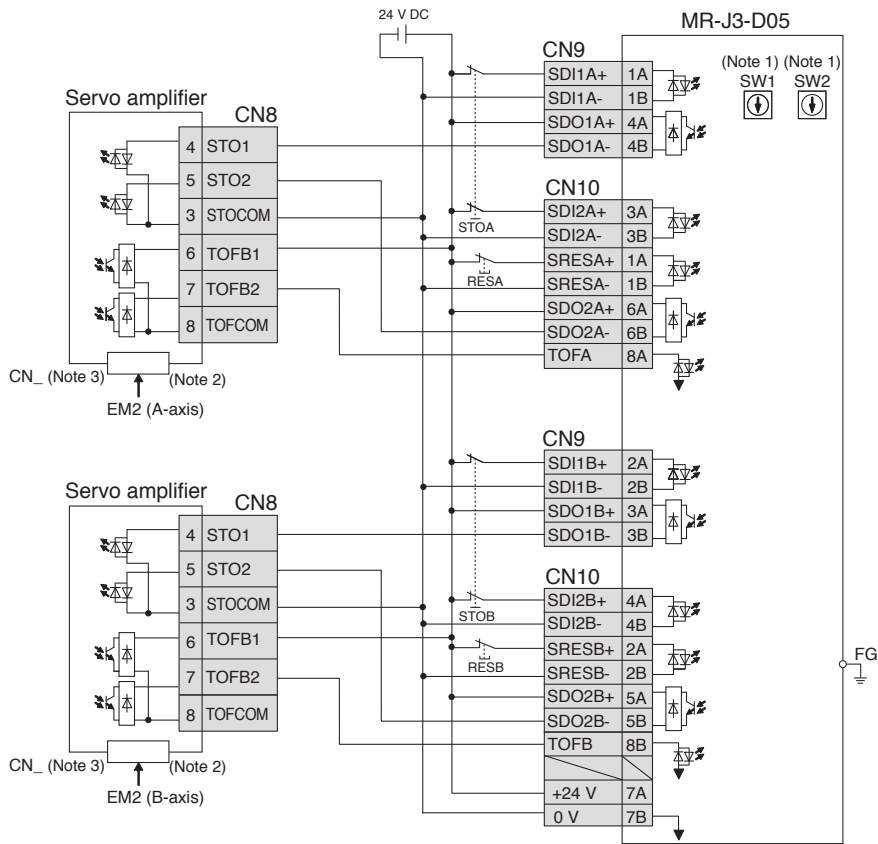 24 V DC
MR-J3-D05
(Note 1) (Note 1)
SW1 SW2
CN9
SDI1A+ 1A
SDI1A- 1B
SDO1A+ 4A
SDO1A- 4B
Servo amplifier
CN8
4 STO1
5 STO2
3 STOCOM
6 TOFB1
7 TOFB2
8 TOFCOM
CN_ (Note 3) (Note 2)
EM2 (A-axis)
STOA
RESA
CN10
SDI2A+ 3A
SDI2A- 3B
SRESA+ 1A
SRESA- 1B
SDO2A+ 6A
SDO2A- 6B
TOFA 8A
CN9
SDI1B+ 2A
SDI1B- 2B
SDO1B+ 3A
SDO1B- 3B
Servo amplifier
CN8
4 STO1
5 STO2
3 STOCOM
6 TOFB1
7 TOFB2
8 TOFCOM
CN_ (Note 3) (Note 2)
EM2 (B-axis)
STOB
RESB
CN10
SDI2B+ 4A
SDI2B- 4B
SRESB+ 2A
SRESB- 2B
SDO2B+ 5A
SDO2B- 5B
TOFB 8B
+24 V 7A
0 V 7B
FG